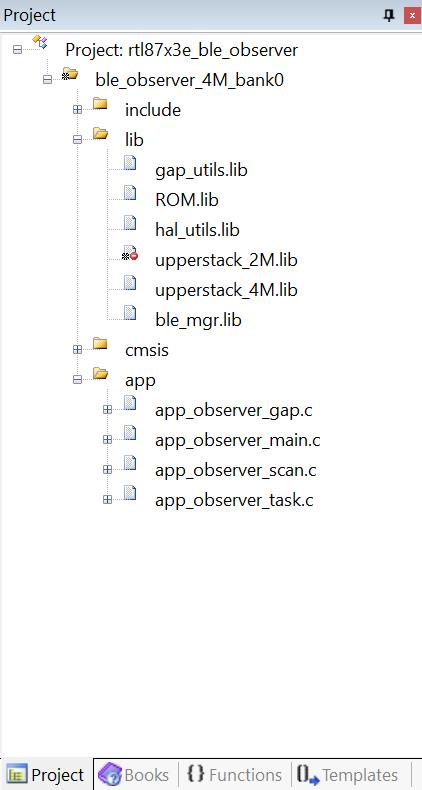 Project
Project: rtl87x3e_ble_observer
ble_observer_4M_bank0
include
lib
gap_utils.lib
ROM.lib
hal_utils.lib
upperstack_2M.lib
upperstack_4M.lib
ble_mgr.lib
cmsis
app
app_observer_gap.c
app_observer_main.c
app_observer_scan.c
app_observer_task.c
Project Books {} Functions 0 Templates